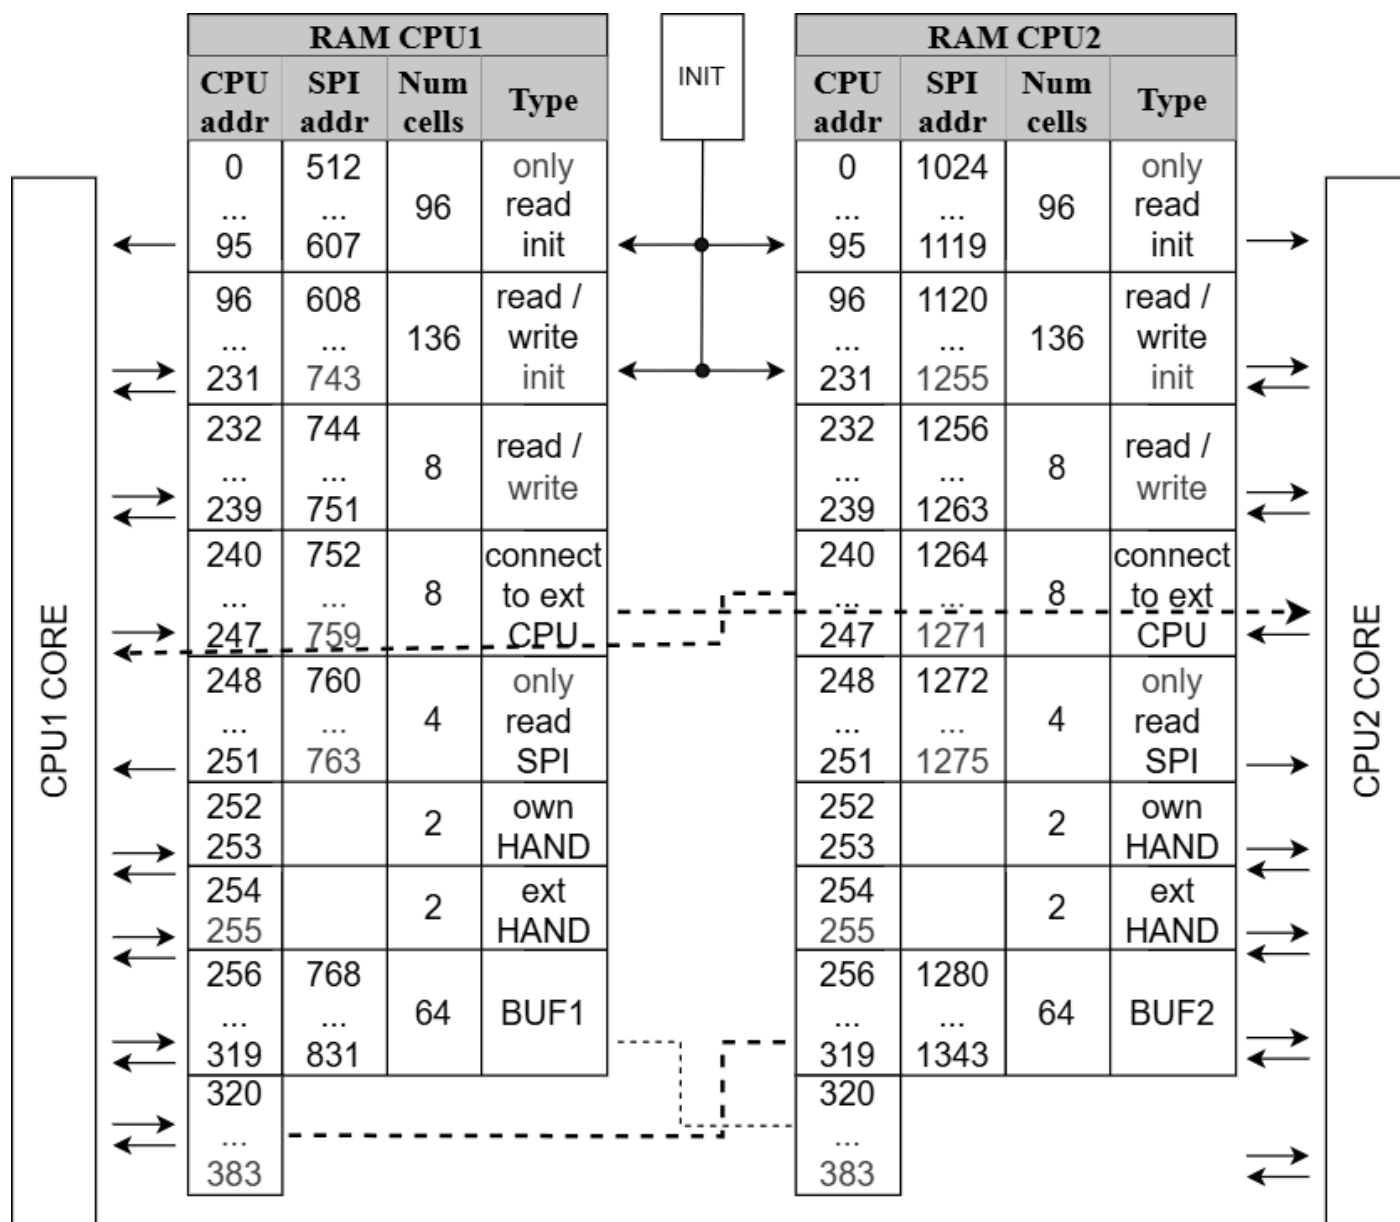 RAM CPU1
CPU addr SPI addr Num cells Type
0 ... 95
512 ... 607
96
only read init
96 ... 231
608 ... 743
136
read / write init
232 ... 239
744 ... 751
8
read / write
240 ... 247
752 ... 759
8
connect to ext CPU
248 ... 251
760 ... 763
4
only read SPI
252 253
2
own HAND
254 255
2
ext HAND
256 ... 319
768 ... 831
64
BUF1
320 ... 383
INIT
RAM CPU2
CPU addr SPI addr Num cells Type
0 ... 95
1024 ... 1119
96
only read init
96 ... 231
1120 ... 1255
136
read / write init
232 ... 239
1256 ... 1263
8
read / write
240 ... 247
1264 ... 1271
8
connect to ext CPU
248 ... 251
1272 ... 1275
4
only read SPI
252 253
2
own HAND
254 255
2
ext HAND
256 ... 319
1280 ... 1343
64
BUF2
320 ... 383
CPU1 CORE
CPU2 CORE